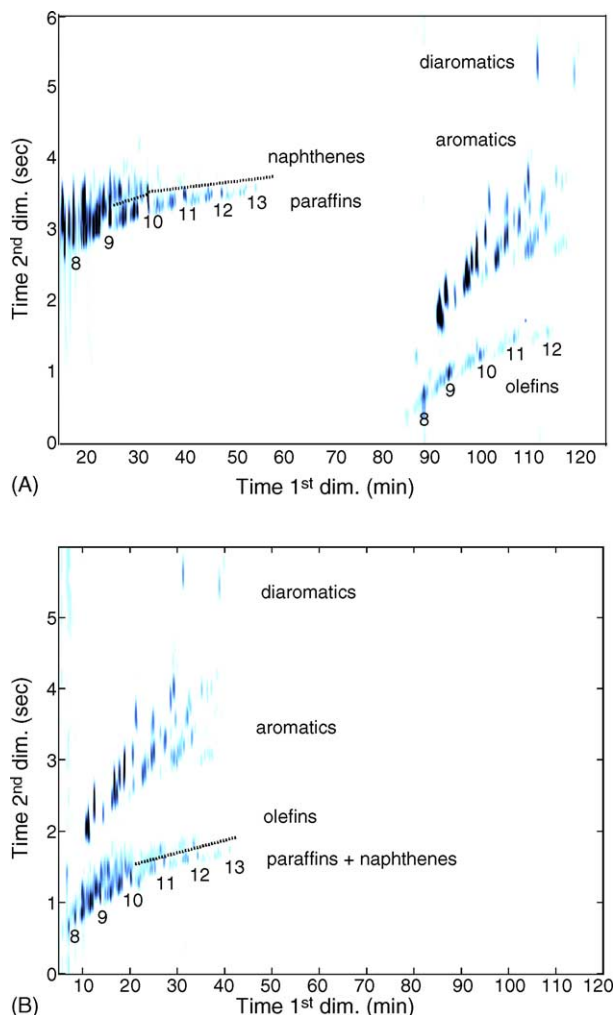 6
diaromatics
5
aromatics
4
Time 2nd dim. (sec)
naphthenes
paraffins
3
8 9 10 11 12 13
2
1
8 9 10 11 12
olefins
0
20 30 40 50 60 70 80 90 100 110 120
(A)
Time 1st dim. (min)
diaromatics
5
4
aromatics
Time 2nd dim. (sec)
3
2
olefins
paraffins + naphthenes
1
8 9 10 11 12 13
0
10 20 30 40 50 60 70 80 90 100 110 120
(B)
Time 1st dim. (min)